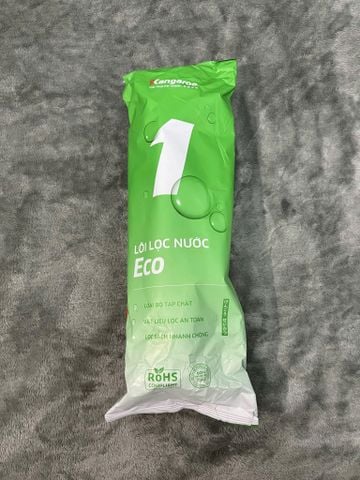 Kangaroo
1
LÕI LỌC NƯỚC
Eco
LOẠI BỎ TẠP CHẤT
VẬT LIỆU LỌC AN TOÀN
LỌC SẠCH NHANH CHÓNG
RoHS
COMPLIANT